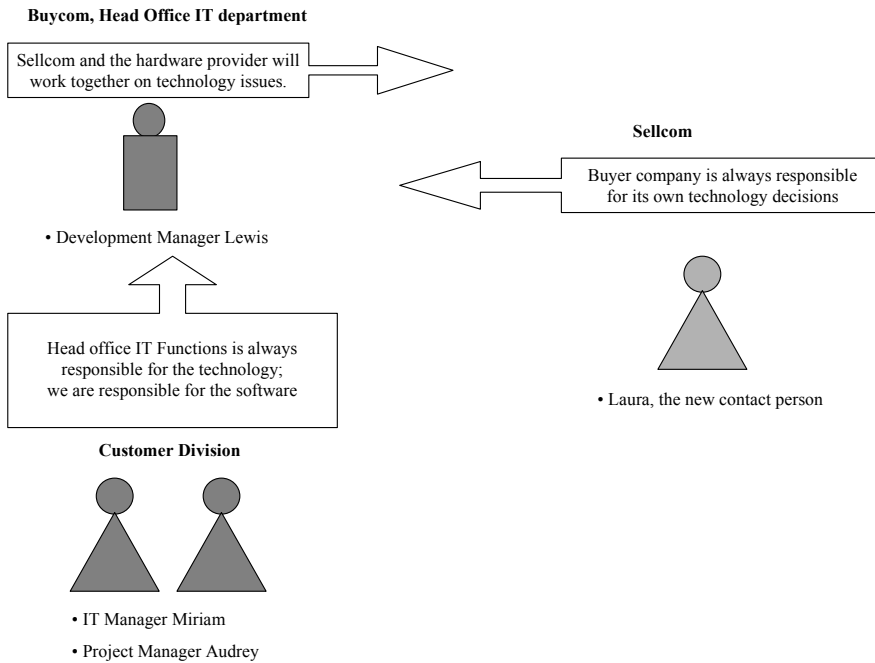 Buycom, Head Office IT department
Sellcom and the hardware provider will
work together on technology issues.
Sellcom
Buyer company is always responsible
for its own technology decisions
• Development Manager Lewis
Head office IT Functions is always
responsible for the technology;
we are responsible for the software
• Laura, the new contact person
Customer Division
• IT Manager Miriam
• Project Manager Audrey